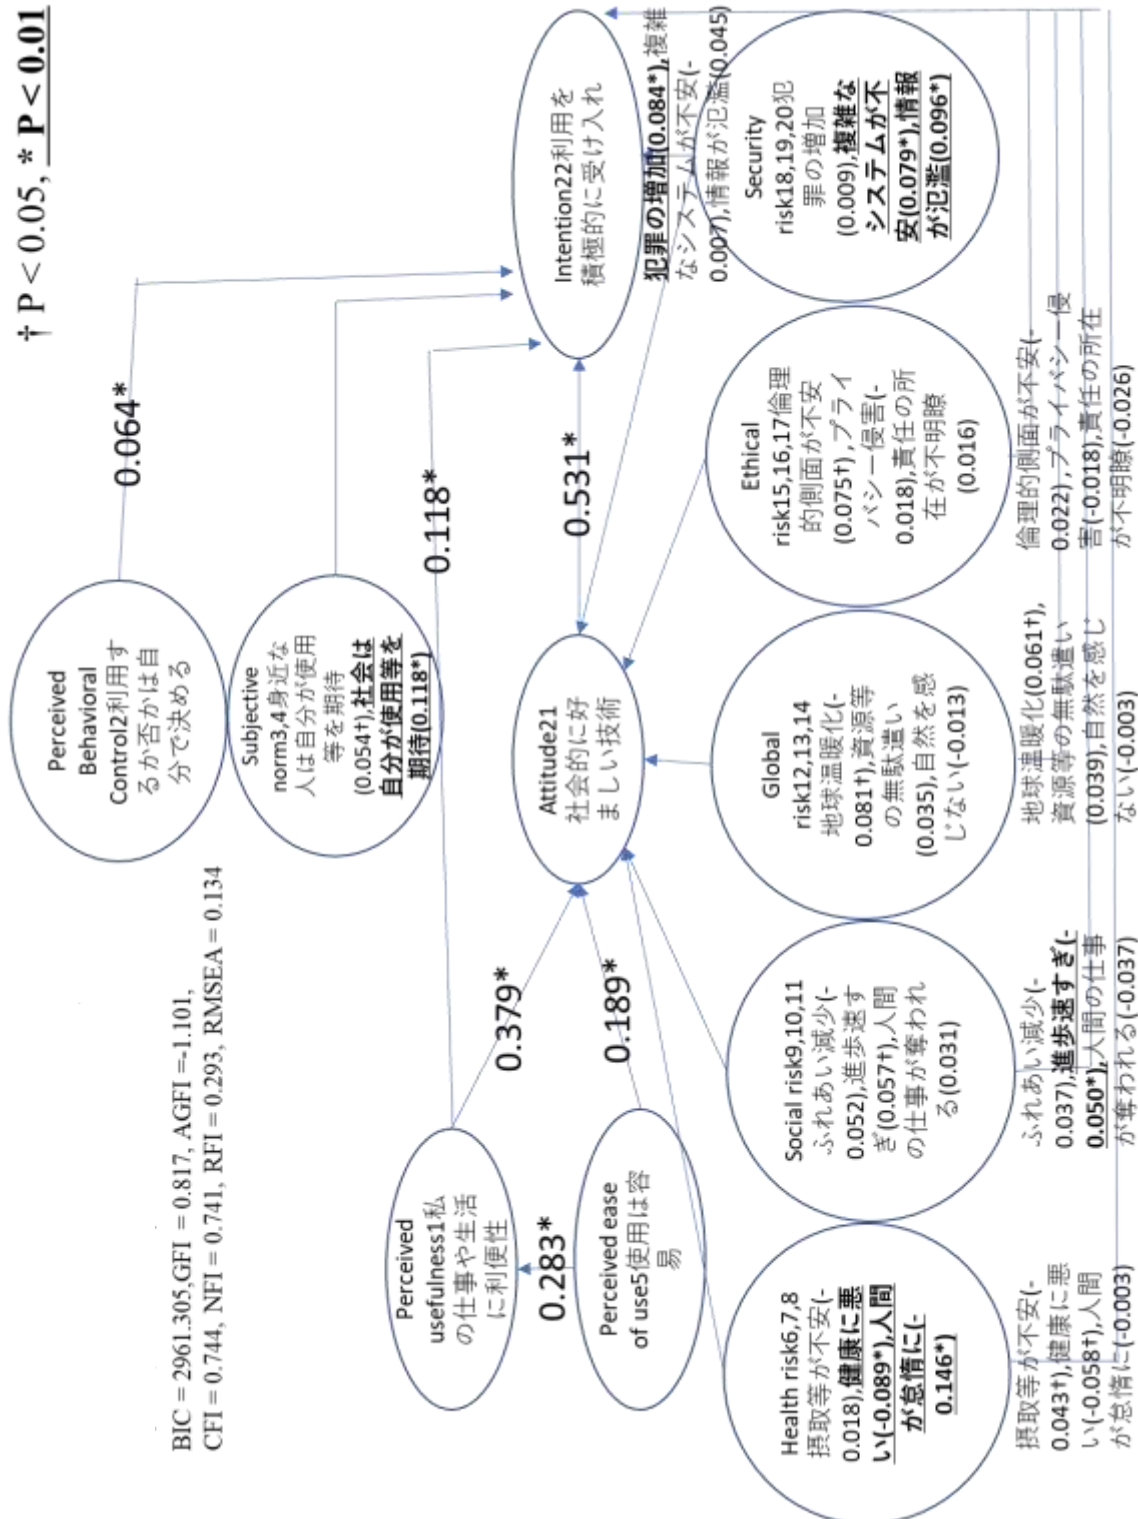 † P < 0.05, * P < 0.01
BIC = 2961.305,GFI = 0.817, AGFI =-1.101,
CFI = 0.744, NFI = 0.741, RFI = 0.293, RMSEA = 0.134
Perceived
Behavioral
Control2利用す
るか否かは自
分で決める
0.064*
Subjective
norm3,4身近な
人は自分が使用
等を期待
(0.054†),社会は
自分が使用等を
期待(0.118*)
0.118*
Perceived
usefulness1私
の仕事や生活
に利便性
0.379*
0.283*
Perceived ease
of use5使用は容
易
0.189*
Attitude21
社会的に好
ましい技術
0.531*
Intention22利用を
積極的に受け入れ
犯罪の増加(0.084*),複雑
なシステムが不安(-
0.007),情報が氾濫(0.045)
Health risk6,7,8
摂取等が不安(-
0.018),健康に悪
い(-0.089*),人間
が怠惰に(-
0.146*)
Social risk9,10,11
ふれあい減少(-
0.052),進歩速す
ぎ(0.057†),人間
の仕事が奪われ
る(0.031)
Global
risk12,13,14
地球温暖化(-
0.081†),資源等
の無駄遣い
(0.035),自然を感
じない(-0.013)
Ethical
risk15,16,17倫理
的側面が不安
(0.075†),プライ
バシー侵害(-
0.018),責任の所
在が不明瞭
(0.016)
Security
risk18,19,20犯
罪の増加
(0.009),複雑な
システムが不
安(0.079*),情報
が氾濫(0.096*)
摂取等が不安(-
0.043†),健康に悪
い(-0.058†),人間
が怠惰に(-0.003)
ふれあい減少(-
0.037),進歩速すぎ(-
0.050*),人間の仕事
が奪われる(-0.037)
地球温暖化(0.061†),
資源等の無駄遣い
(0.039),自然を感じ
ない(-0.003)
倫理的側面が不安(-
0.022),プライバシー侵
害(-0.018),責任の所在
が不明瞭(-0.026)